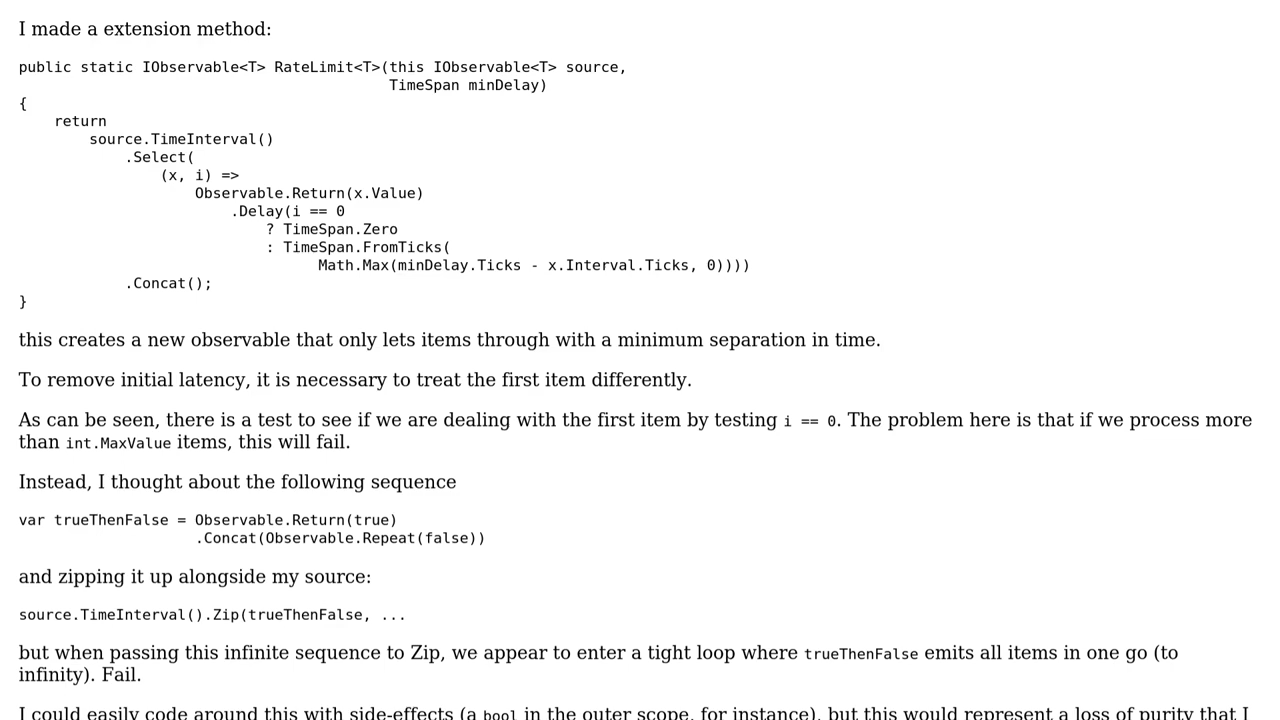 I made a extension method:
public static IObservable<T> RateLimit<T>(this IObservable<T> source,
                                          TimeSpan minDelay)
{
    return
        source.TimeInterval()
            .Select(
                (x, i) =>
                    Observable.Return(x.Value)
                        .Delay(i == 0
                            ? TimeSpan.Zero
                            : TimeSpan.FromTicks(
                                  Math.Max(minDelay.Ticks - x.Interval.Ticks, 0))))
            .Concat();
}
this creates a new observable that only lets items through with a minimum separation in time.
To remove initial latency, it is necessary to treat the first item differently.
As can be seen, there is a test to see if we are dealing with the first item by testing i == 0. The problem here is that if we process more
than int.MaxValue items, this will fail.
Instead, I thought about the following sequence
var trueThenFalse = Observable.Return(true)
                    .Concat(Observable.Repeat(false))
and zipping it up alongside my source:
source.TimeInterval().Zip(trueThenFalse, ...
but when passing this infinite sequence to Zip, we appear to enter a tight loop where trueThenFalse emits all items in one go (to
infinity). Fail.
I could easily code around this with side-effects (a bool in the outer scope, for instance), but this would represent a loss of purity that I